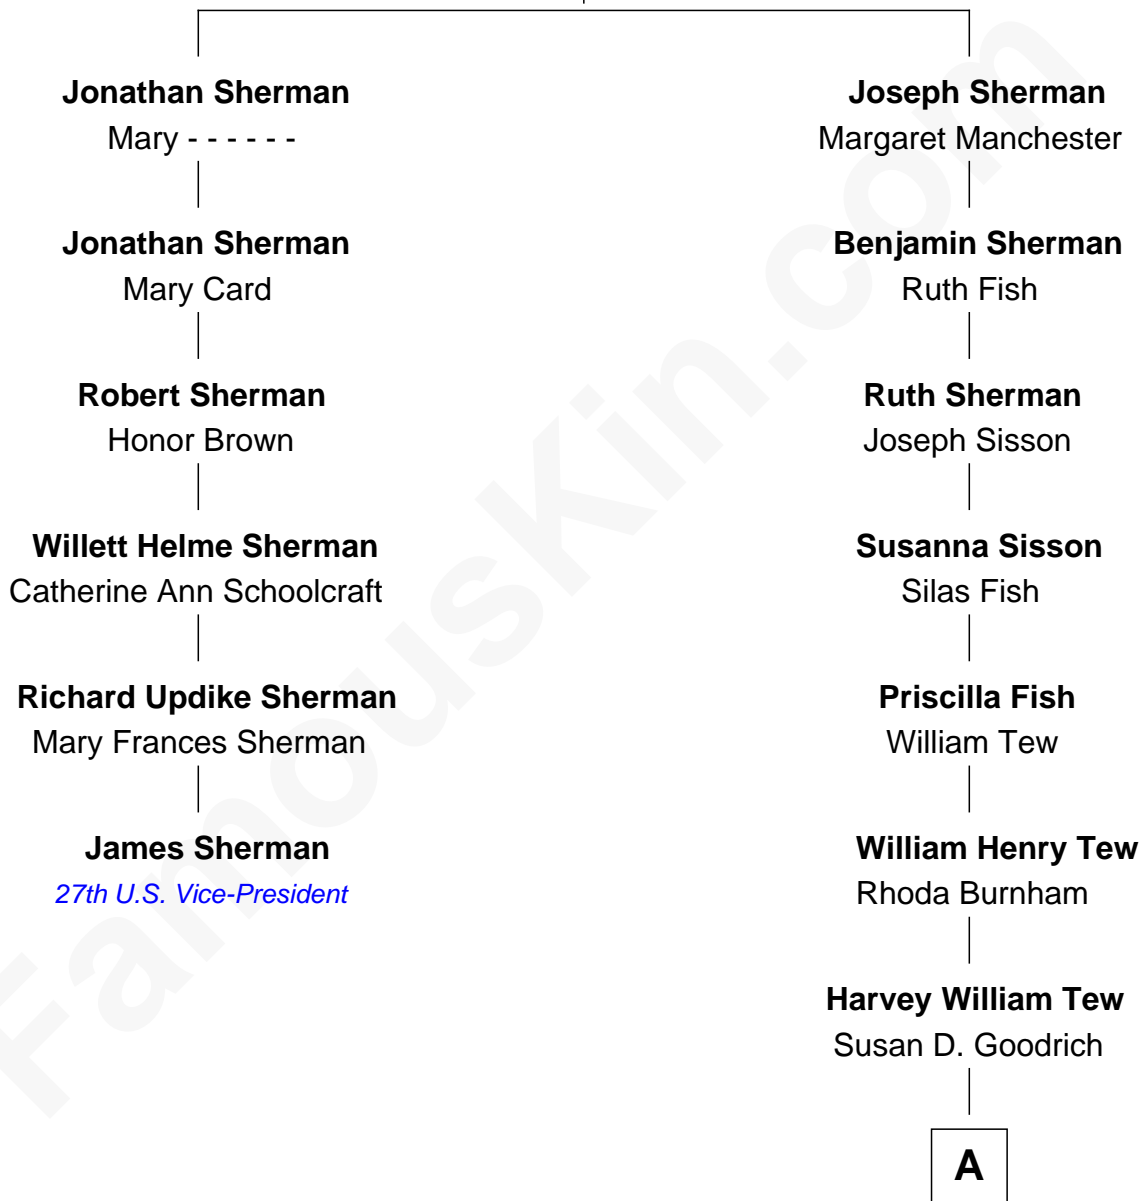 Jonathan Sherman
Mary - - - - - -
Jonathan Sherman
Mary Card
Robert Sherman
Honor Brown
Willett Helme Sherman
Catherine Ann Schoolcraft
Richard Updike Sherman
Mary Frances Sherman
James Sherman
27th U.S. Vice-President
Joseph Sherman
Margaret Manchester
Benjamin Sherman
Ruth Fish
Ruth Sherman
Joseph Sisson
Susanna Sisson
Silas Fish
Priscilla Fish
William Tew
William Henry Tew
Rhoda Burnham
Harvey William Tew
Susan D. Goodrich
A
FamousKin.com